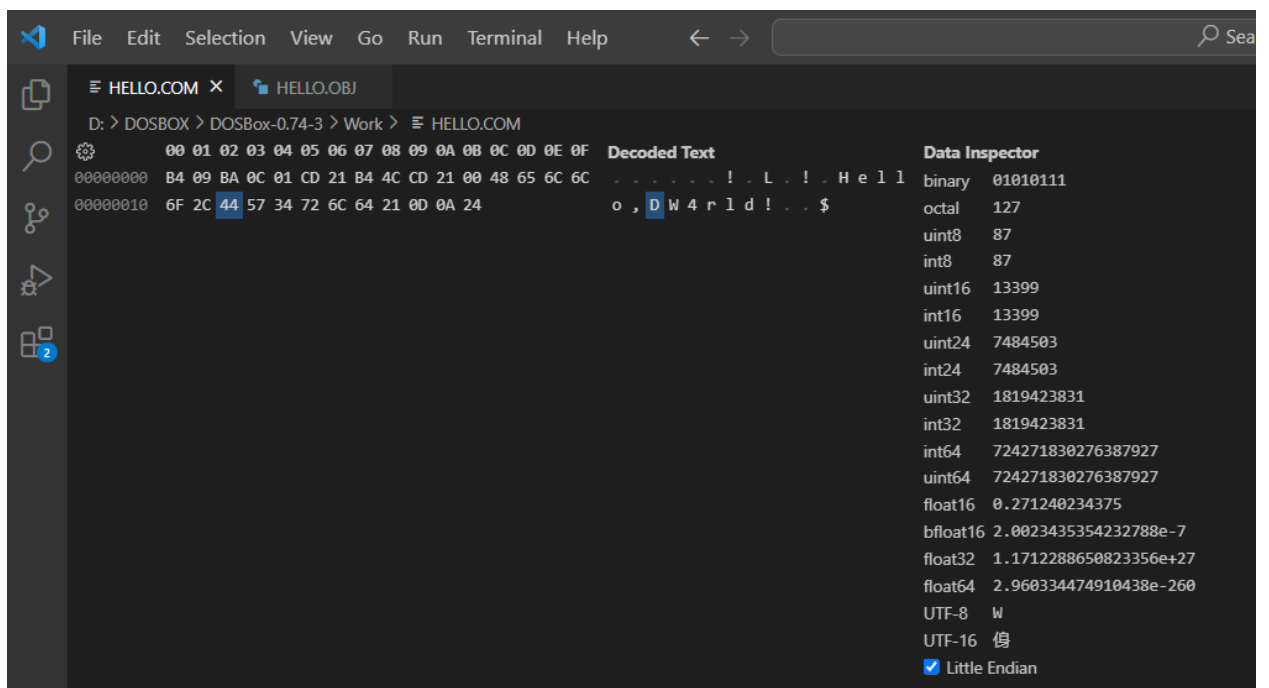 File Edit Selection View Go Run Terminal Help ← → Sea
HELLO.COM × HELLO.OBJ
D: > DOSBOX > DOSBox-0.74-3 > Work > HELLO.COM
00 01 02 03 04 05 06 07 08 09 0A 0B 0C 0D 0E 0F Decoded Text Data Inspector
00000000 B4 09 BA 0C 01 CD 21 B4 4C CD 21 00 48 65 6C 6C . . . . . . ! . L . ! . H e l l
binary 01010111
00000010 6F 2C 44 57 34 72 6C 64 21 0D 0A 24 o , D W 4 r l d ! . . $
octal 127
uint8 87
int8 87
uint16 13399
int16 13399
uint24 7484503
int24 7484503
uint32 1819423831
int32 1819423831
int64 724271830276387927
uint64 724271830276387927
float16 0.271240234375
bfloat16 2.0023435354232788e-7
float32 1.1712288650823356e+27
float64 2.960334474910438e-260
UTF-8 W
UTF-16 㑗
Little Endian
2